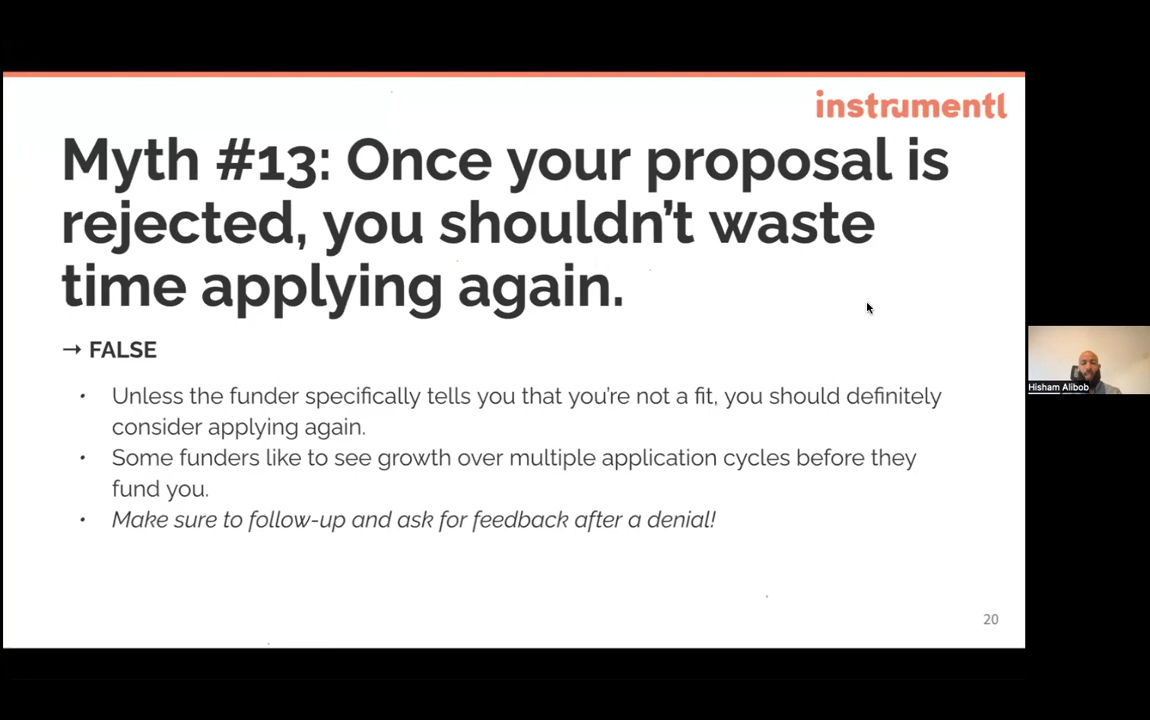 instrumentl
Myth #13: Once your proposal is
rejected, you shouldn't waste
time applying again.
→ FALSE
• Unless the funder specifically tells you that you're not a fit, you should definitely
consider applying again.
• Some funders like to see growth over multiple application cycles before they
fund you.
• Make sure to follow-up and ask for feedback after a denial!
Hisham Alibob
20